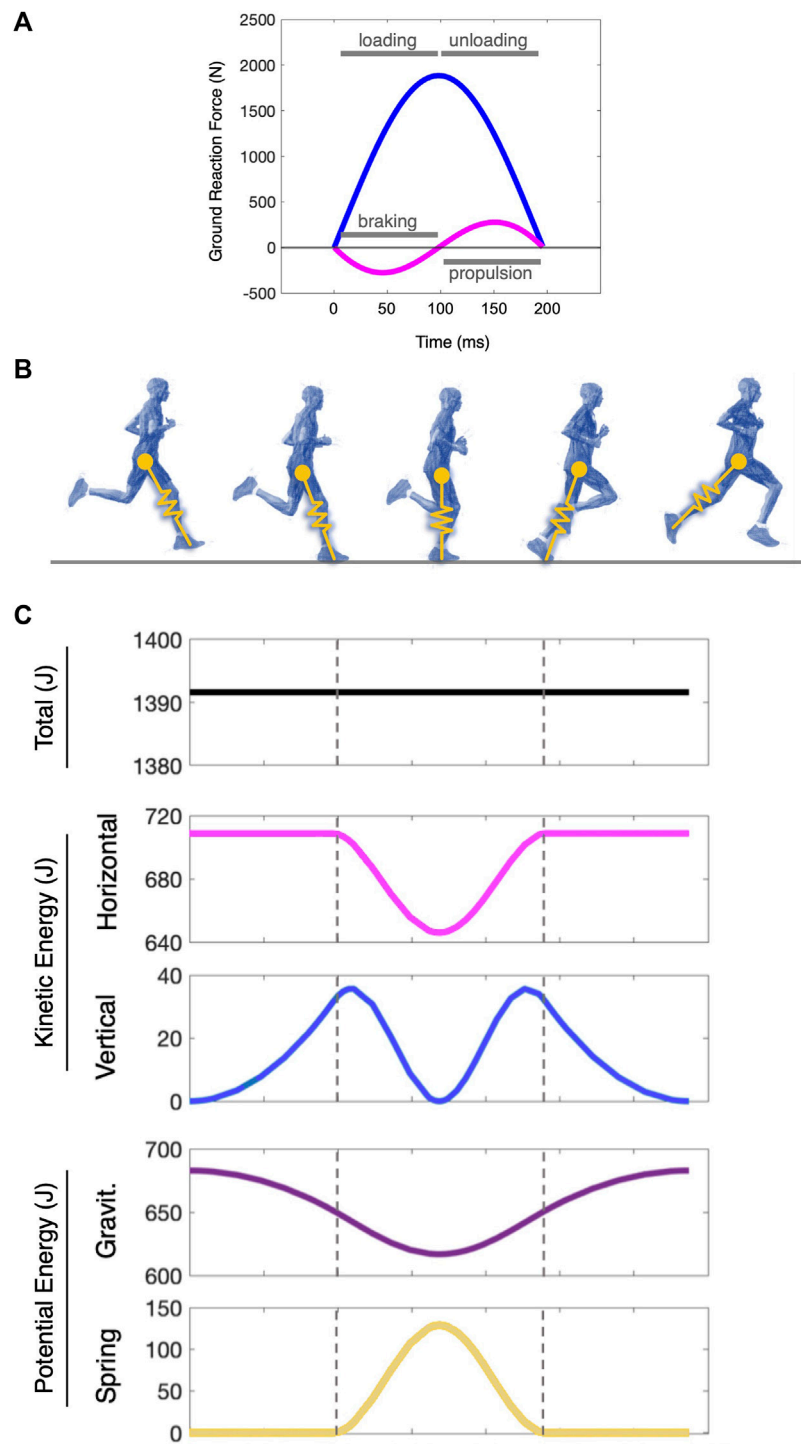 A
2500
2000
1500
1000
500
0
-500
Ground Reaction Force (N)
loading unloading
braking
propulsion
0 50 100 150 200
Time (ms)
B
C
Total (J)
1400
1390
1380
Kinetic Energy (J)
Horizontal
720
680
640
Vertical
40
20
0
Potential Energy (J)
Gravit.
700
650
600
Spring
150
100
50
0